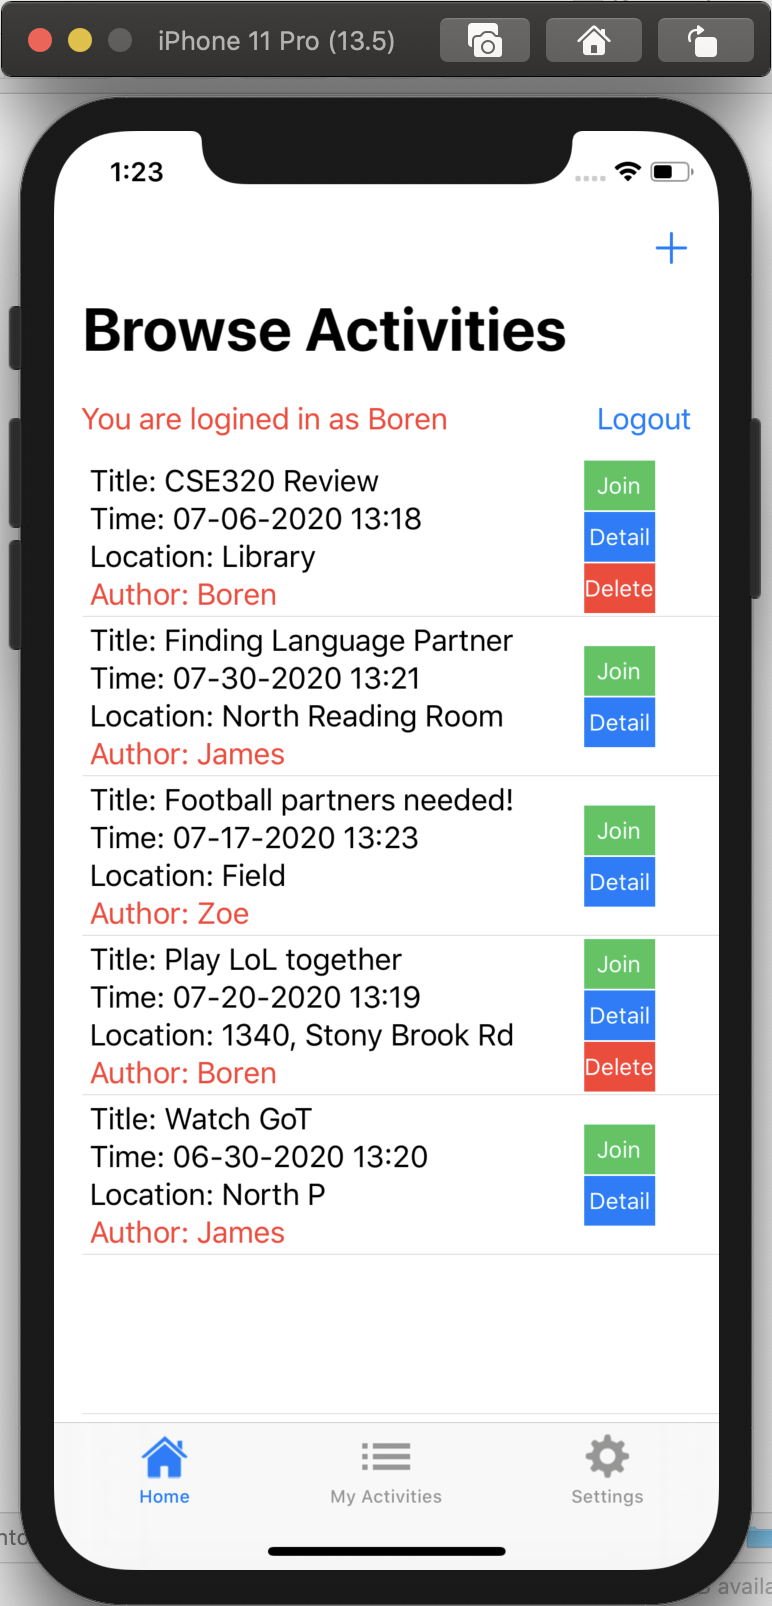 iPhone 11 Pro (13.5)
1:23
Browse Activities
You are logined in as Boren
Logout
Title: CSE320 Review
Time: 07-06-2020 13:18
Location: Library
Author: Boren
Join
Detail
Delete
Title: Finding Language Partner
Time: 07-30-2020 13:21
Location: North Reading Room
Author: James
Join
Detail
Title: Football partners needed!
Time: 07-17-2020 13:23
Location: Field
Author: Zoe
Join
Detail
Title: Play LoL together
Time: 07-20-2020 13:19
Location: 1340, Stony Brook Rd
Author: Boren
Join
Detail
Delete
Title: Watch GoT
Time: 06-30-2020 13:20
Location: North P
Author: James
Join
Detail
Home
My Activities
Settings